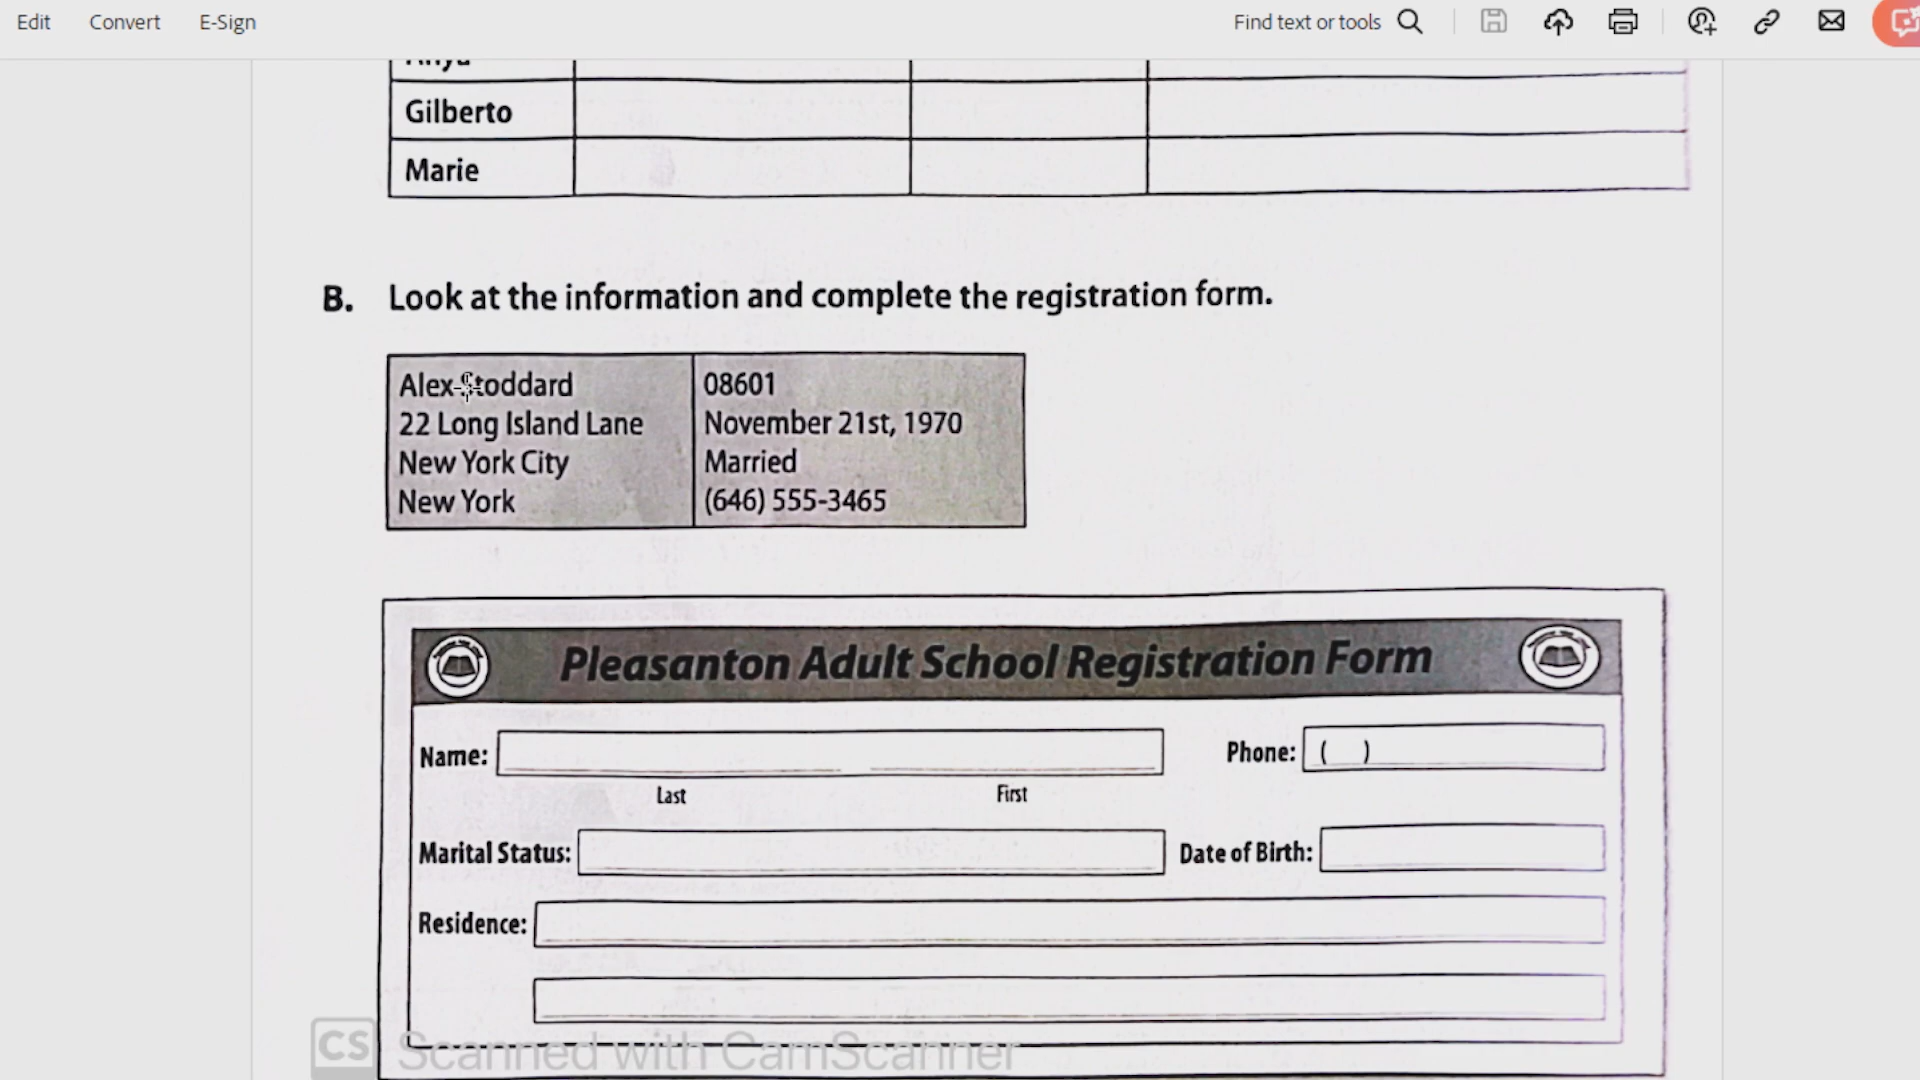 Edit Convert E-Sign Find text or tools
Gilberto
Marie
B. Look at the information and complete the registration form.
Alex Stoddard 08601
22 Long Island Lane November 21st, 1970
New York City Married
New York (646) 555-3465
Pleasanton Adult School Registration Form
Name: Phone: ( )
Last First
Marital Status: Date of Birth:
Residence:
CS Scanned with CamScanner